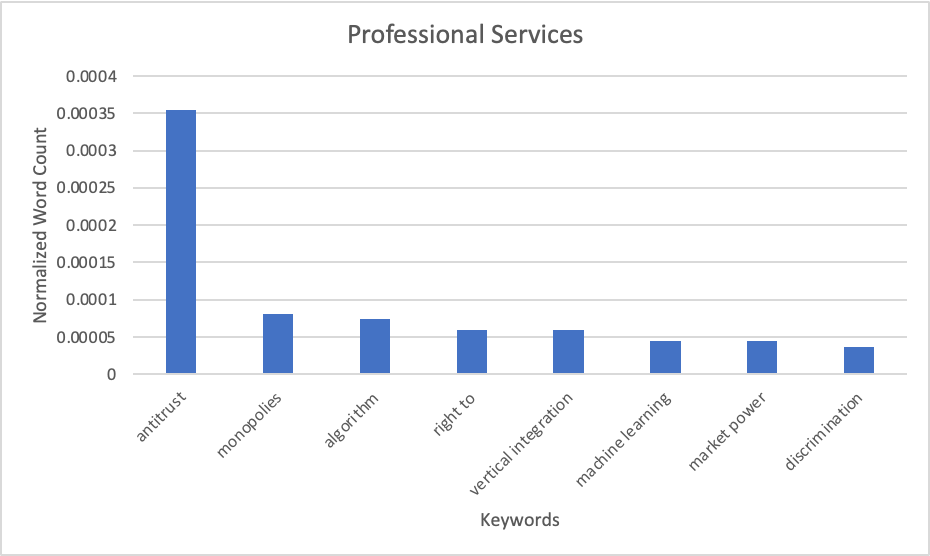 Professional Services
Normalized Word Count
0.0004
0.00035
0.0003
0.00025
0.0002
0.00015
0.0001
0.00005
0
antitrust
monopolies
algorithm
right to
vertical integration
machine learning
market power
discrimination
Keywords